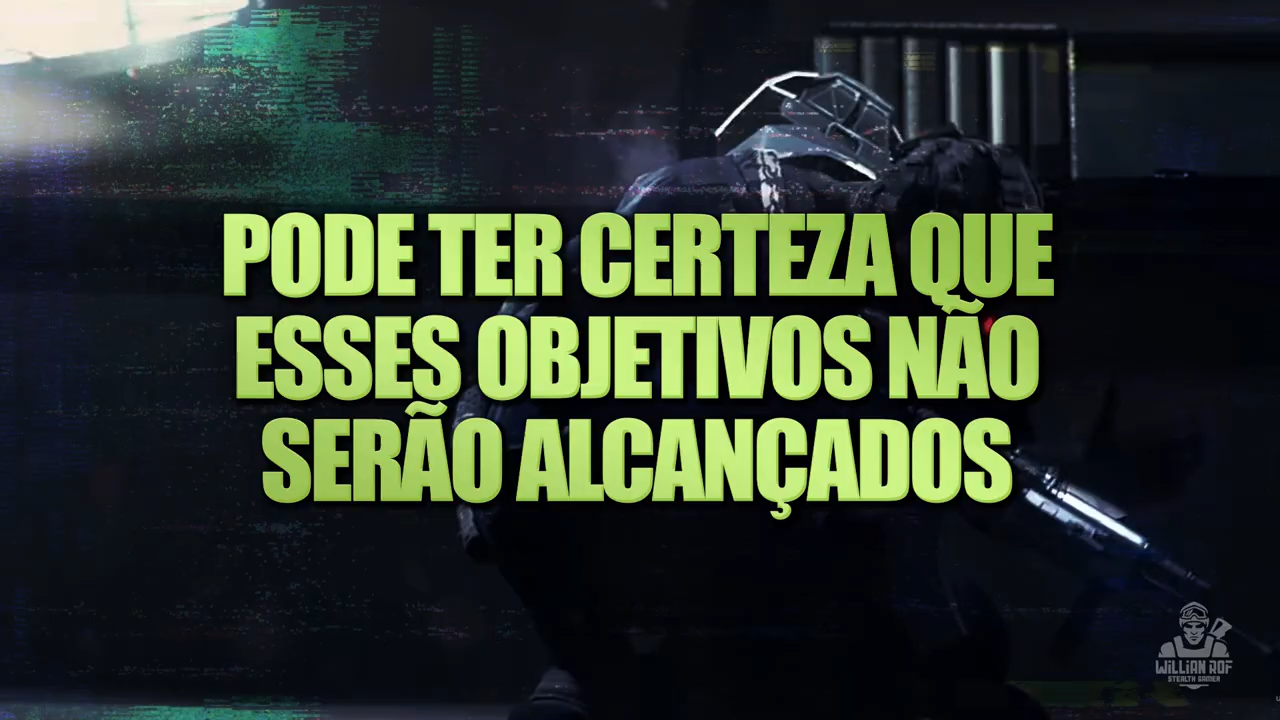 PODE TER CERTEZA QUE
ESSES OBJETIVOS NÃO
SERÃO ALCANÇADOS
WILLIAN ROF
STEALTH GAMER